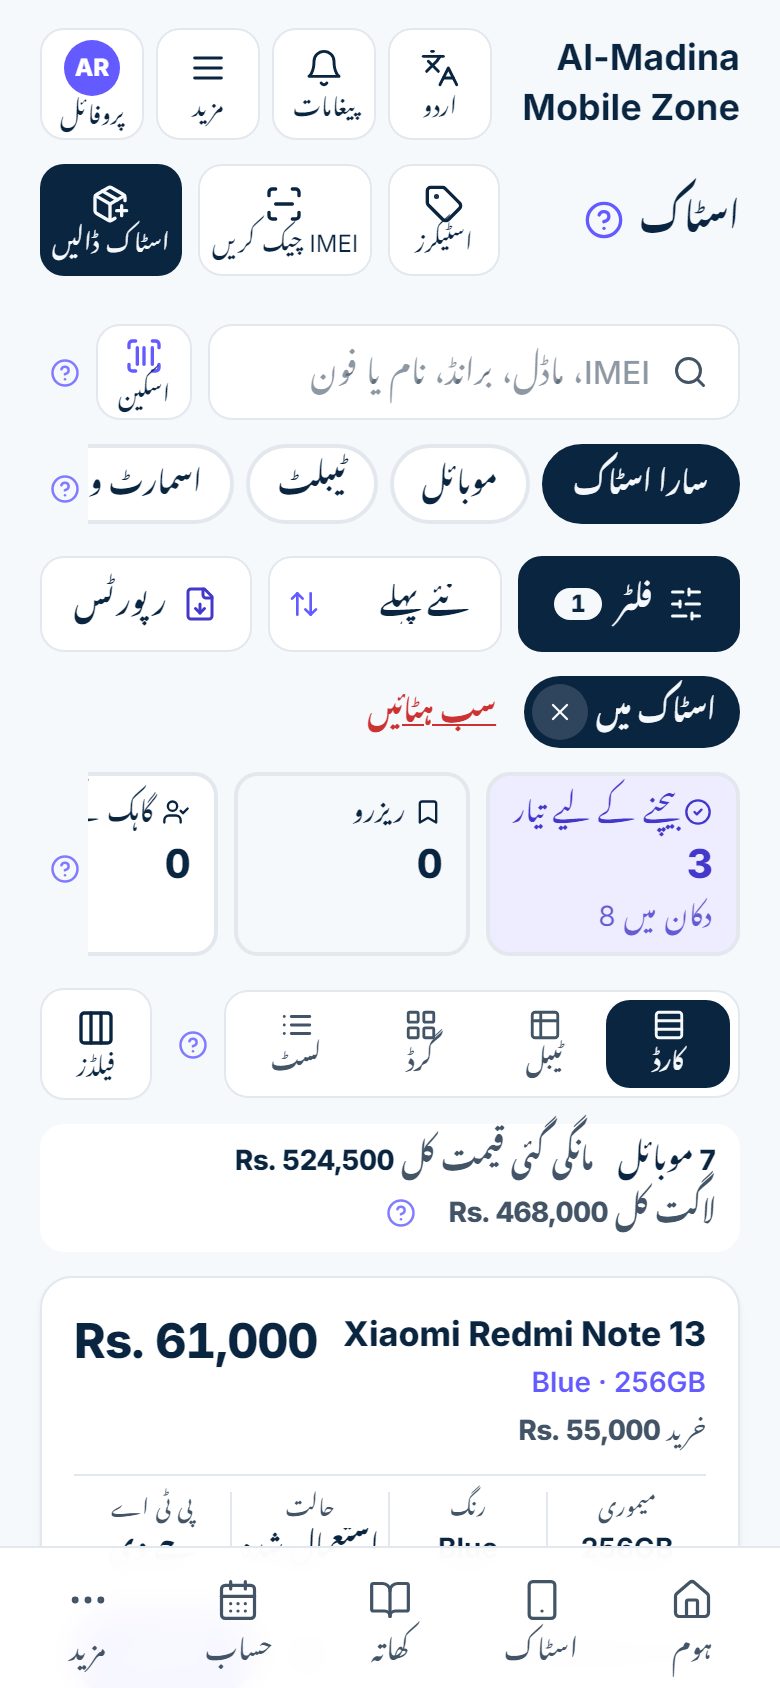 Al-Madina
Mobile Zone
اردو
پیغامات
مزید
AR
پروفائل
اسٹاک
اسٹیکرز
IMEI چیک کریں
اسٹاک ڈالیں
IMEI، ماڈل، برانڈ، نام یا فون
اسکین
سارا اسٹاک
موبائل
ٹیبلٹ
اسمارٹ و
فلٹر 1
نئے پہلے
رپورٹس
اسٹاک میں
سب ہٹائیں
بیچنے کے لیے تیار
3
دکان میں 8
ریزرو
0
گاہک
0
کارڈ
ٹیبل
گرڈ
لسٹ
فیلڈز
7 موبائل مانگی گئی قیمت کل Rs. 524,500
لاگت کل Rs. 468,000
Xiaomi Redmi Note 13
Rs. 61,000
Blue · 256GB
خرید Rs. 55,000
میموری
رنگ
حالت
پی ٹی اے
256GB
Blue
استعمال شدہ
ہوم
اسٹاک
کھاتہ
حساب
مزید